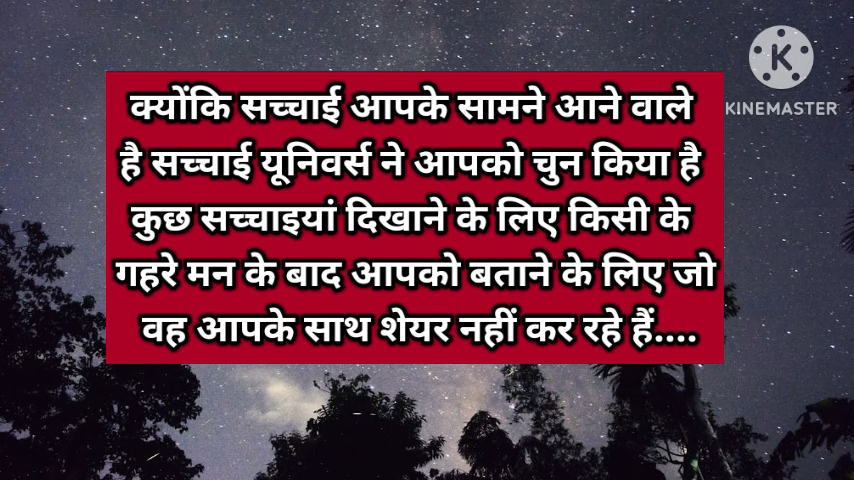 क्योंकि सच्चाई आपके सामने आने वाले
है सच्चाई यूनिवर्स ने आपको चुन किया है
कुछ सच्चाइयां दिखाने के लिए किसी के
गहरे मन के बाद आपको बताने के लिए जो
वह आपके साथ शेयर नहीं कर रहे हैं....
K
KINEMASTER